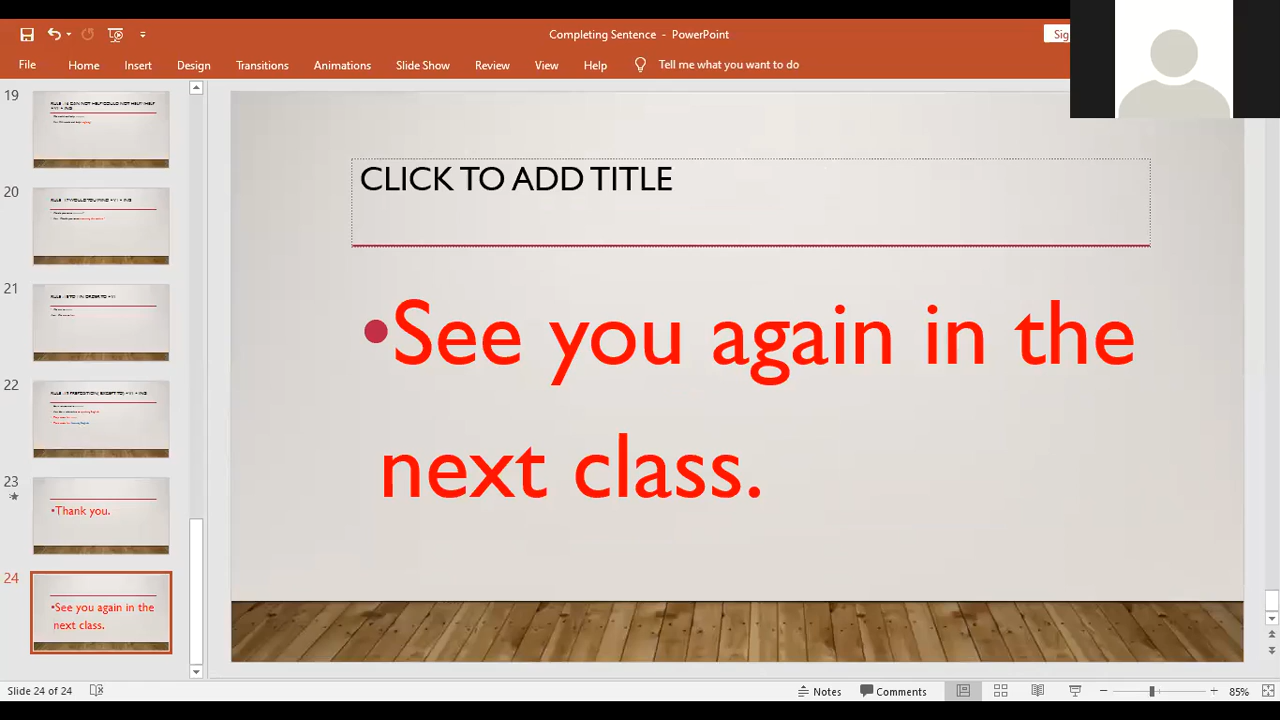 Completing Sentence - PowerPoint
Sig
File Home Insert Design Transitions Animations Slide Show Review View Help Tell me what you want to do
19
20
21
22
23
•Thank you.
24
•See you again in the
next class.
CLICK TO ADD TITLE
•See you again in the
next class.
Slide 24 of 24
Notes Comments 85%